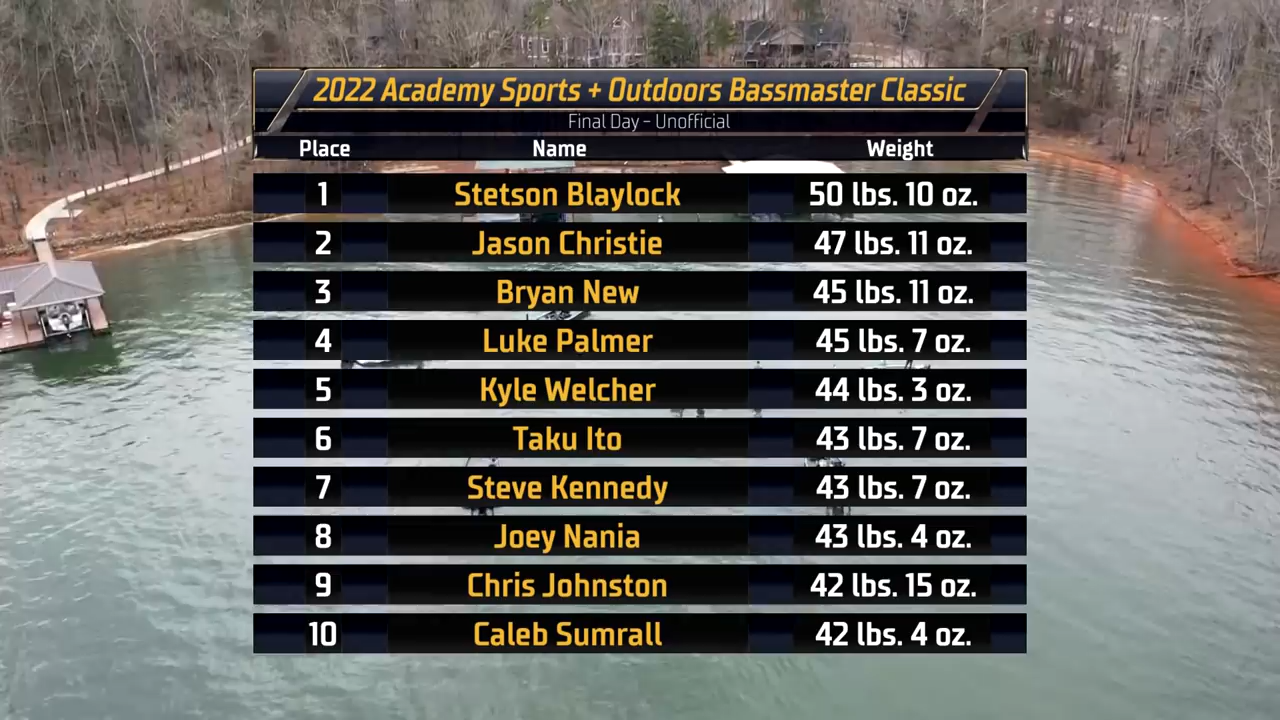 2022 Academy Sports + Outdoors Bassmaster Classic
Final Day - Unofficial
Place Name Weight
1 Stetson Blaylock 50 lbs. 10 oz.
2 Jason Christie 47 lbs. 11 oz.
3 Bryan New 45 lbs. 11 oz.
4 Luke Palmer 45 lbs. 7 oz.
5 Kyle Welcher 44 lbs. 3 oz.
6 Taku Ito 43 lbs. 7 oz.
7 Steve Kennedy 43 lbs. 7 oz.
8 Joey Nania 43 lbs. 4 oz.
9 Chris Johnston 42 lbs. 15 oz.
10 Caleb Sumrall 42 lbs. 4 oz.